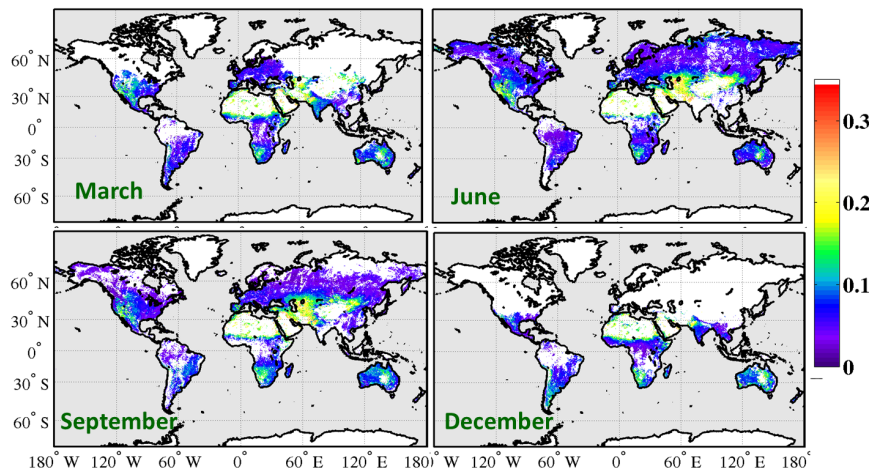 60° N
30° N
0°
30° S
60° S
March
June
0.3
0.2
0.1
0
60° N
30° N
0°
30° S
60° S
September
December
180° W 120° W 60° W 0° 60° E 120° E 180° W 120° W 60° W 0° 60° E 120° E 180° E